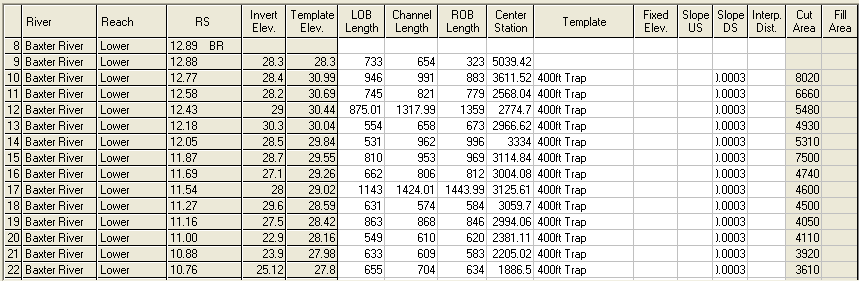 River Reach RS Invert Elev. Template Elev. LOB Length Channel Length ROB Length Center Station Template Fixed Elev. Slope US Slope DS Interp. Dist. Cut Area Fill Area
8 Baxter River Lower 12.89 BR
9 Baxter River Lower 12.88 28.3 28.3 733 654 323 5039.42
10 Baxter River Lower 12.77 28.4 30.99 946 991 883 3611.52 400ft Trap ).0003 8020
11 Baxter River Lower 12.58 28.2 30.69 745 821 779 2568.04 400ft Trap ).0003 6660
12 Baxter River Lower 12.43 29 30.44 875.01 1317.99 1359 2774.7 400ft Trap ).0003 5480
13 Baxter River Lower 12.18 30.3 30.04 554 658 673 2966.62 400ft Trap ).0003 4930
14 Baxter River Lower 12.05 28.5 29.84 531 962 996 3334 400ft Trap ).0003 5310
15 Baxter River Lower 11.87 28.7 29.55 810 953 969 3114.84 400ft Trap ).0003 7500
16 Baxter River Lower 11.69 27.1 29.26 662 806 812 3004.08 400ft Trap ).0003 4740
17 Baxter River Lower 11.54 28 29.02 1143 1424.01 1443.99 3125.61 400ft Trap ).0003 4600
18 Baxter River Lower 11.27 29.6 28.59 631 574 584 3059.7 400ft Trap ).0003 4500
19 Baxter River Lower 11.16 27.5 28.42 863 868 846 2994.06 400ft Trap ).0003 4050
20 Baxter River Lower 11.00 22.9 28.16 549 610 620 2381.11 400ft Trap ).0003 4110
21 Baxter River Lower 10.88 23.9 27.98 633 609 583 2205.02 400ft Trap ).0003 3920
22 Baxter River Lower 10.76 25.12 27.8 655 704 634 1886.5 400ft Trap ).0003 3610